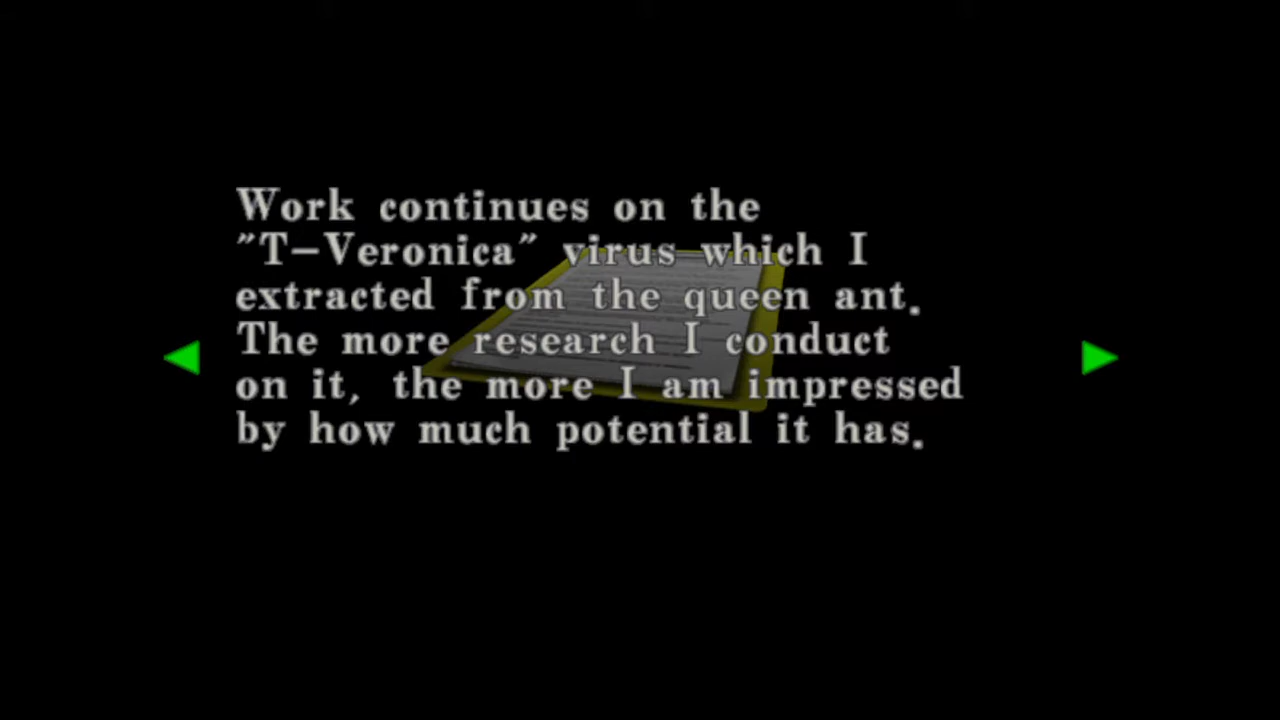 Work continues on the
"T-Veronica" virus which I
extracted from the queen ant.
The more research I conduct
on it, the more I am impressed
by how much potential it has.